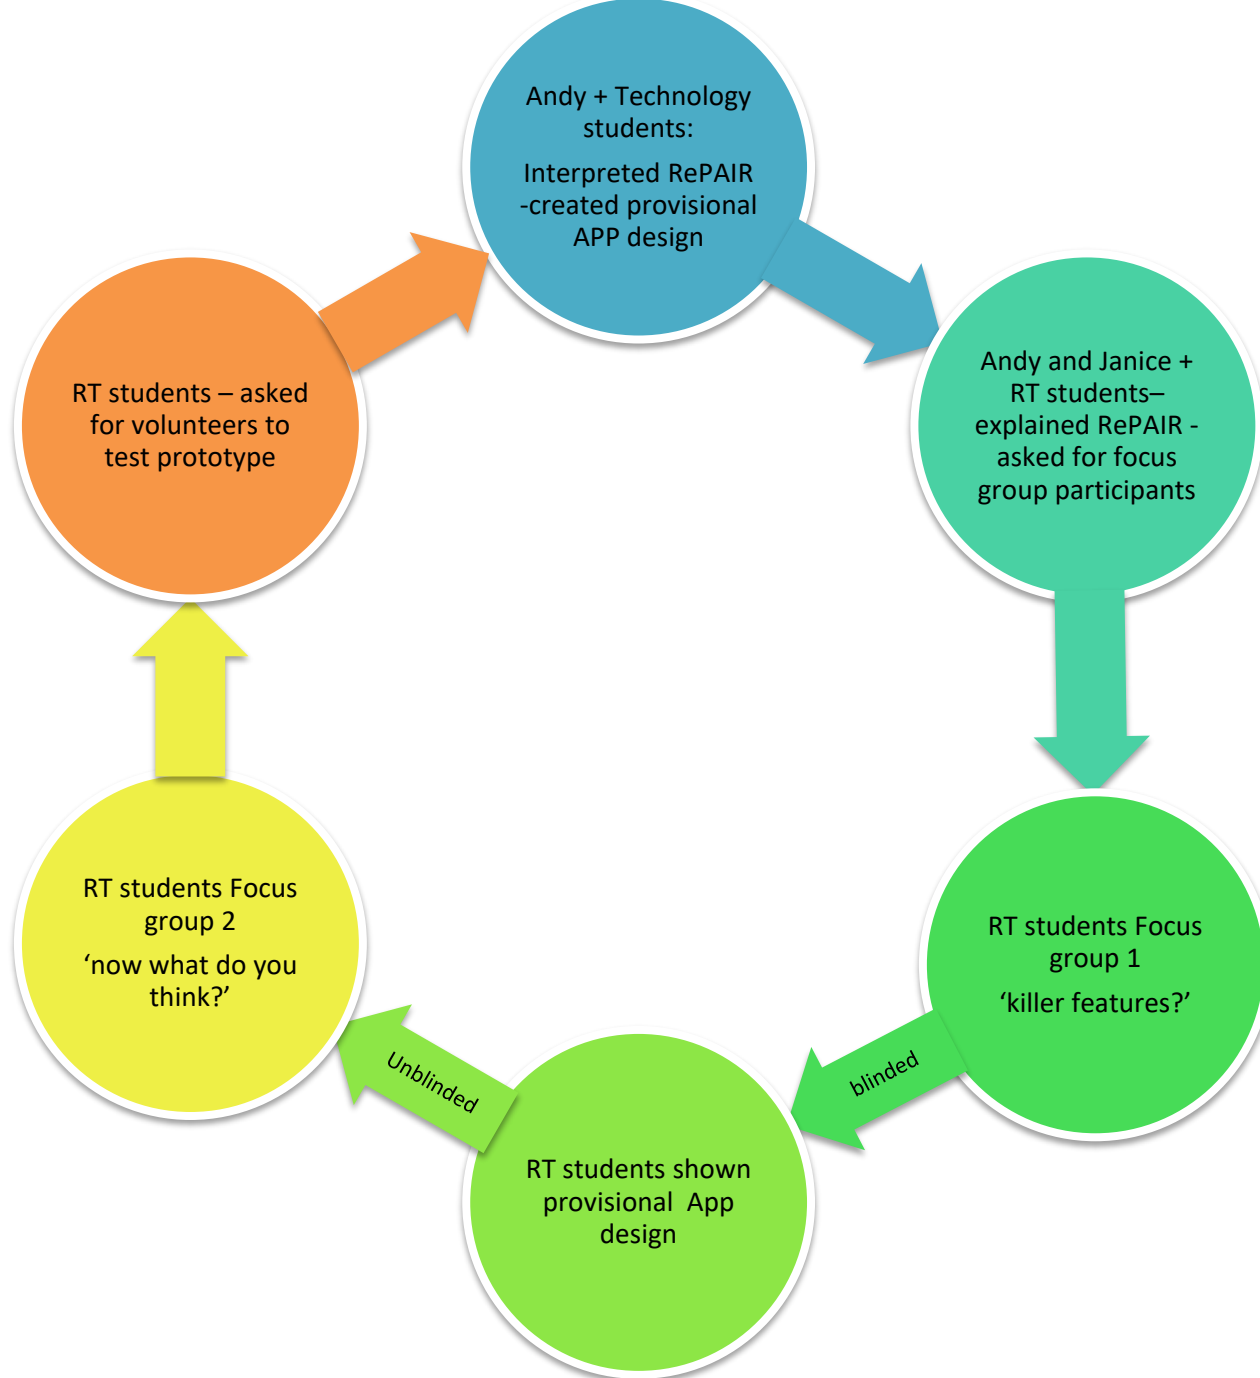 Andy + Technology
students:
Interpreted RePAIR
-created provisional
APP design
Andy and Janice +
RT students–
explained RePAIR -
asked for focus
group participants
RT students Focus
group 1
‘killer features?’
blinded
RT students shown
provisional  App
design
Unblinded
RT students Focus
group 2
‘now what do you
think?’
RT students – asked
for volunteers to
test prototype